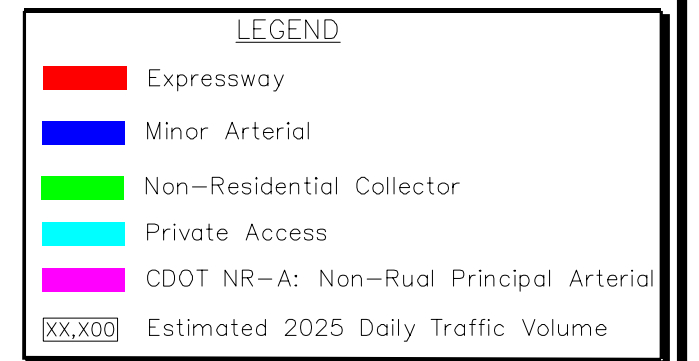 LEGEND
Expressway
Minor Arterial
Non-Residential Collector
Private Access
CDOT NR-A: Non-Rual Principal Arterial
XX,X00 Estimated 2025 Daily Traffic Volume